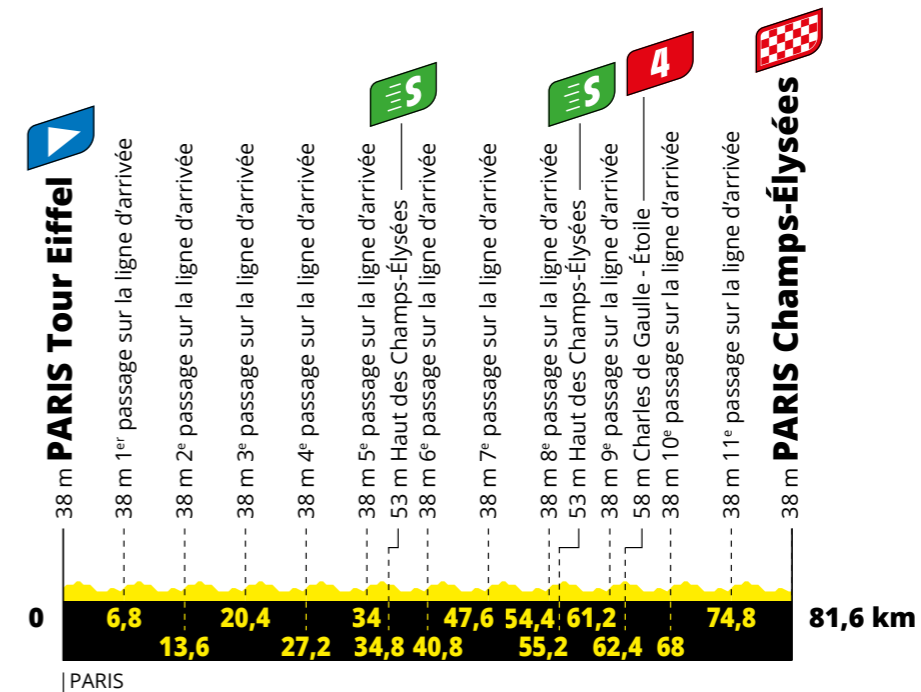 38 m PARIS Tour Eiffel
38 m 1er passage sur la ligne d'arrivée
38 m 2e passage sur la ligne d'arrivée
38 m 3e passage sur la ligne d'arrivée
38 m 4e passage sur la ligne d'arrivée
38 m 5e passage sur la ligne d'arrivée
S
53 m Haut des Champs-Élysées
38 m 6e passage sur la ligne d'arrivée
38 m 7e passage sur la ligne d'arrivée
38 m 8e passage sur la ligne d'arrivée
S
53 m Haut des Champs-Élysées
38 m 9e passage sur la ligne d'arrivée
4
58 m Charles de Gaulle - Étoile
38 m 10e passage sur la ligne d'arrivée
38 m 11e passage sur la ligne d'arrivée
38 m PARIS Champs-Élysées
0 6,8 20,4 34 47,6 54,4 61,2 74,8 81,6 km
13,6 27,2 34,8 40,8 55,2 62,4 68
PARIS